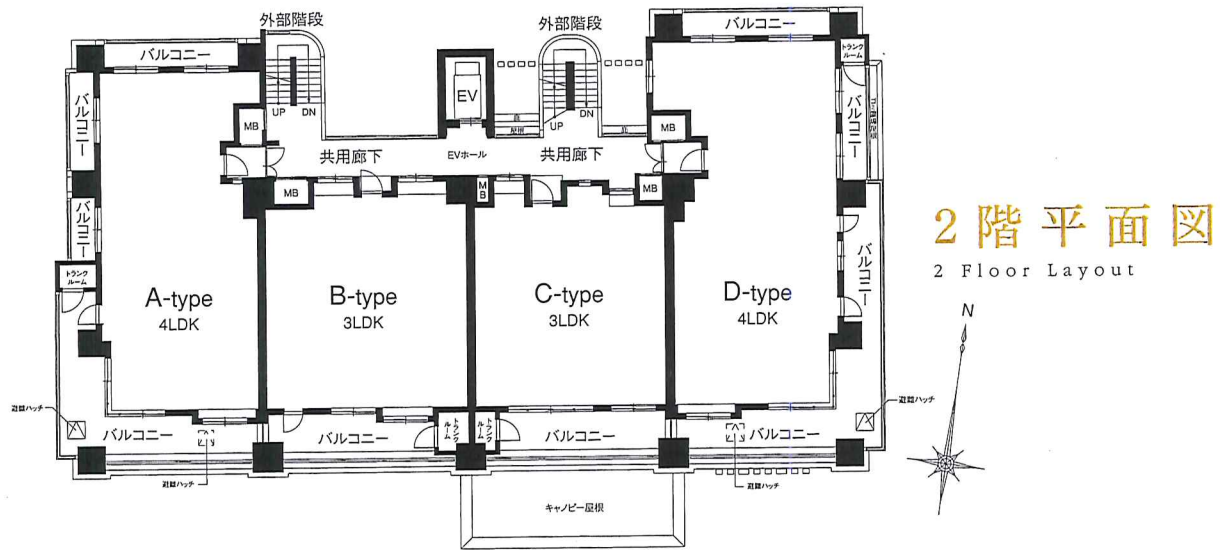 外部階段
外部階段
バルコニー
バルコニー
トランク
ルーム
EV
バルコニー
バルコニー
UP
DN
UP
DN
屋根
庇
MB
MB
共用廊下
EVホール
共用廊下
MB
MB
MB
バルコニー
トランク
ルーム
バルコニー
A-type
4LDK
B-type
3LDK
C-type
3LDK
D-type
4LDK
2階平面図
2 Floor Layout
N
避難ハッチ
避難ハッチ
バルコニー
バルコニー
トランク
ルーム
トランク
ルーム
バルコニー
バルコニー
避難ハッチ
避難ハッチ
キャノピー屋根